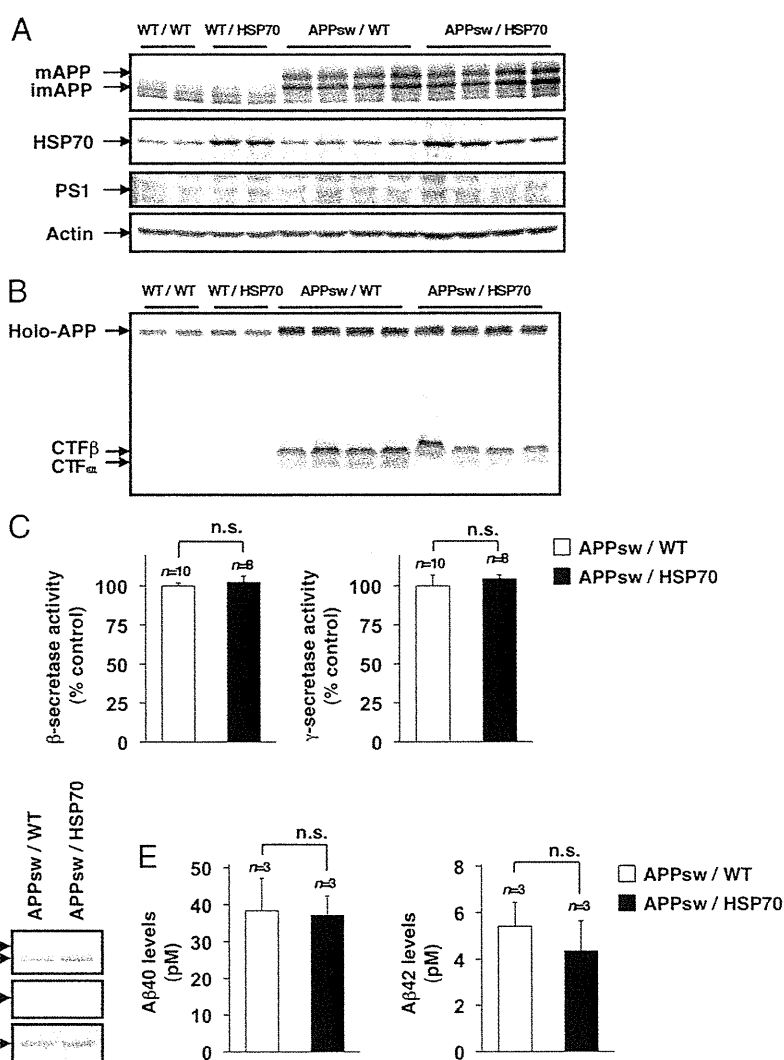 A
WT / WT WT / HSP70 APPsw / WT APPsw / HSP70
mAPP
imAPP
HSP70
PS1
Actin
B
WT / WT WT / HSP70 APPsw / WT APPsw / HSP70
Holo-APP
CTFβ
CTFα
C
n.s.
n=10
n=8
β-secretase activity
(% control)
100
75
50
25
0
n.s.
n=10
n=8
γ-secretase activity
(% control)
100
75
50
25
0
APPsw / WT
APPsw / HSP70
APPsw / WT
APPsw / HSP70
E
n.s.
n=3
n=3
Aβ40 levels
(pM)
50
40
30
20
10
0
n.s.
n=3
n=3
Aβ42 levels
(pM)
8
6
4
2
0
APPsw / WT
APPsw / HSP70